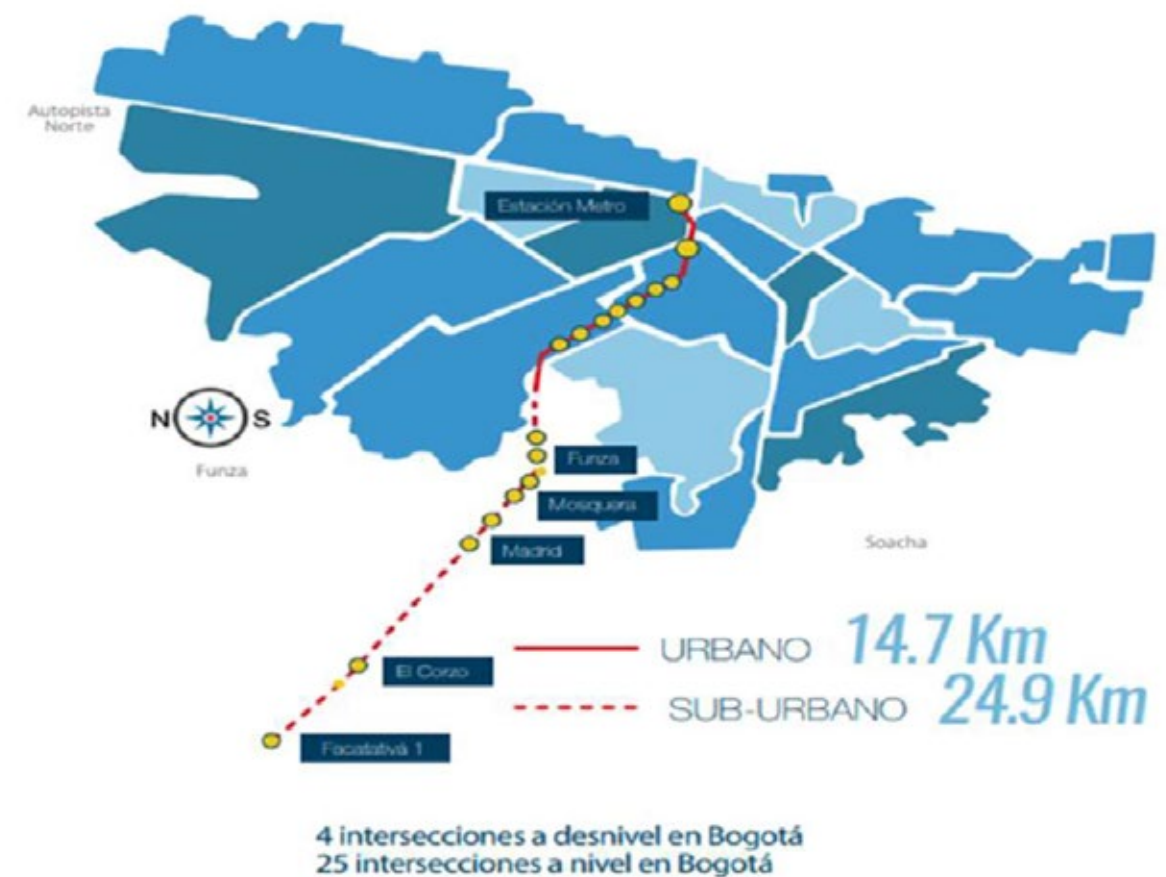 Autopista
Norte
Estación Metro
N S
Funza
Funza
Mosquera
Madrid
Soacha
URBANO 14.7 Km
El Corzo
SUB-URBANO 24.9 Km
Facatativá 1
4 intersecciones a desnivel en Bogotá
25 intersecciones a nivel en Bogotá